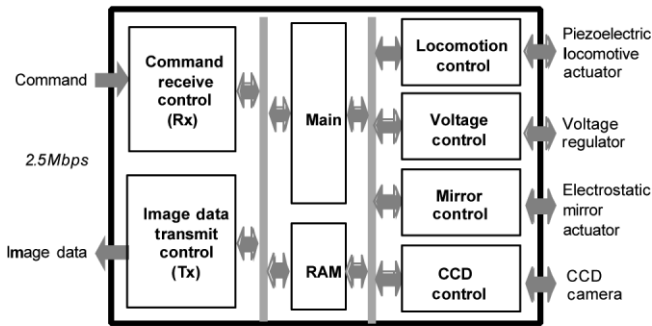 Command
2.5Mbps
Image data
Command
receive
control
(Rx)
Image data
transmit
control
(Tx)
Main
RAM
Locomotion
control
Voltage
control
Mirror
control
CCD
control
Piezoelectric
locomotive
actuator
Voltage
regulator
Electrostatic
mirror
actuator
CCD
camera